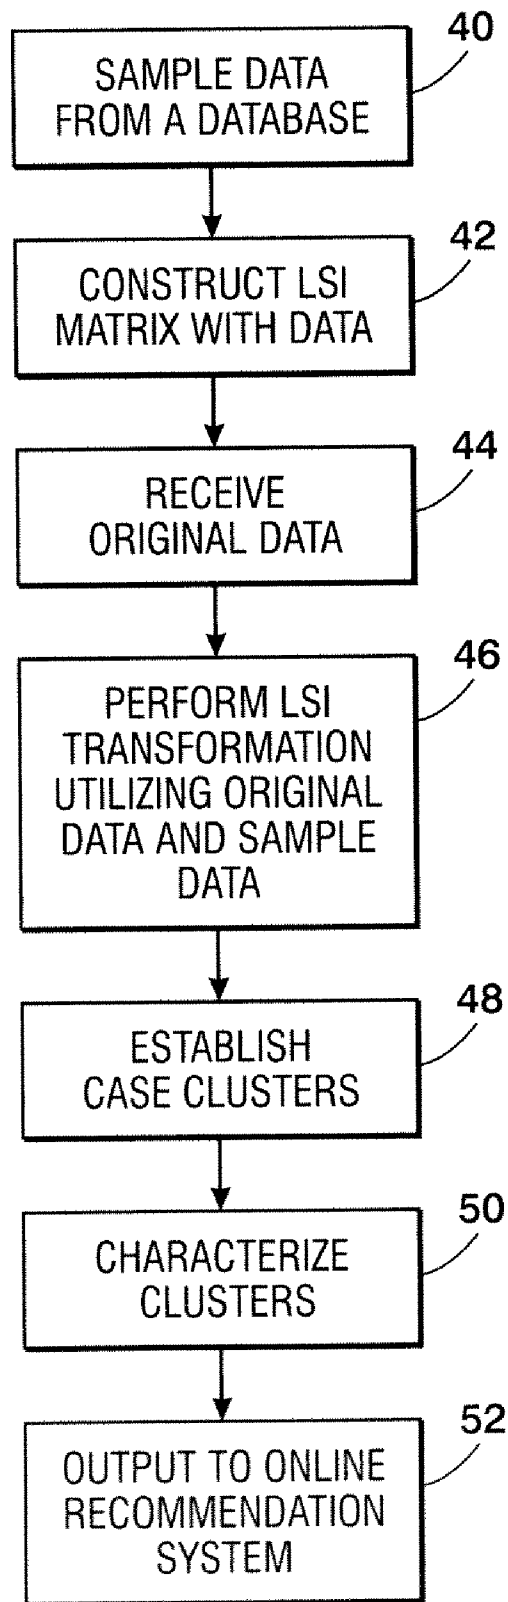 40
SAMPLE DATA
FROM A DATABASE
42
CONSTRUCT LSI
MATRIX WITH DATA
44
RECEIVE
ORIGINAL DATA
46
PERFORM LSI
TRANSFORMATION
UTILIZING ORIGINAL
DATA AND SAMPLE
DATA
48
ESTABLISH
CASE CLUSTERS
50
CHARACTERIZE
CLUSTERS
52
OUTPUT TO ONLINE
RECOMMENDATION
SYSTEM